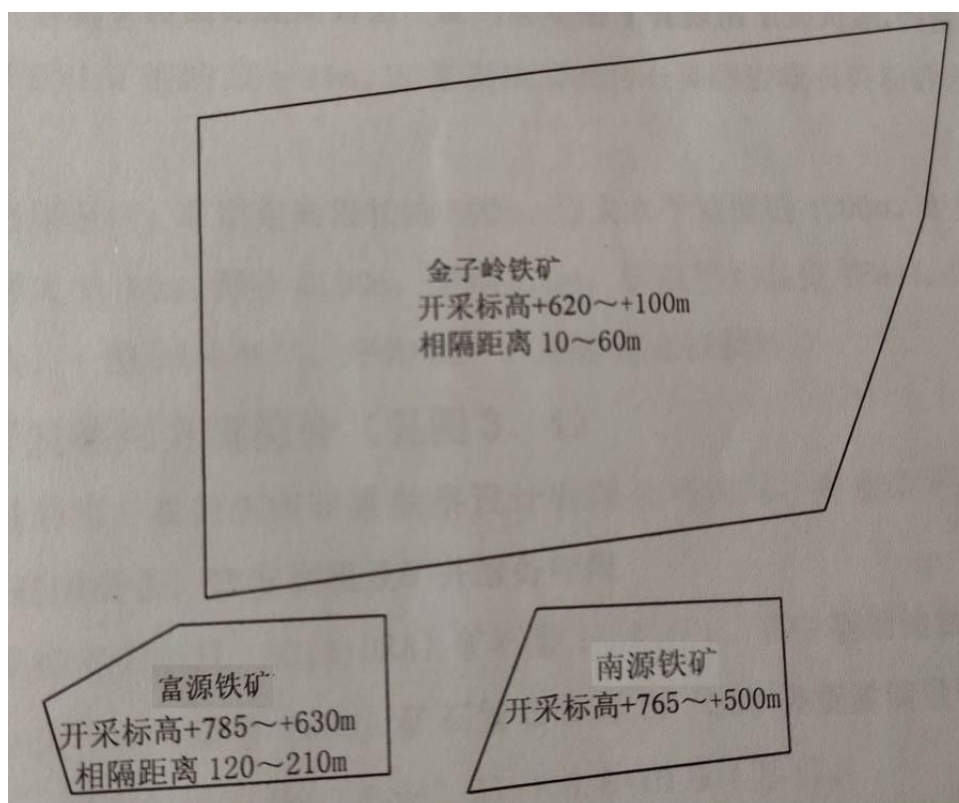 金子岭铁矿
开采标高+620～+100m
相隔距离 10～60m
富源铁矿
开采标高+785～+630m
相隔距离 120～210m
南源铁矿
开采标高+765～+500m